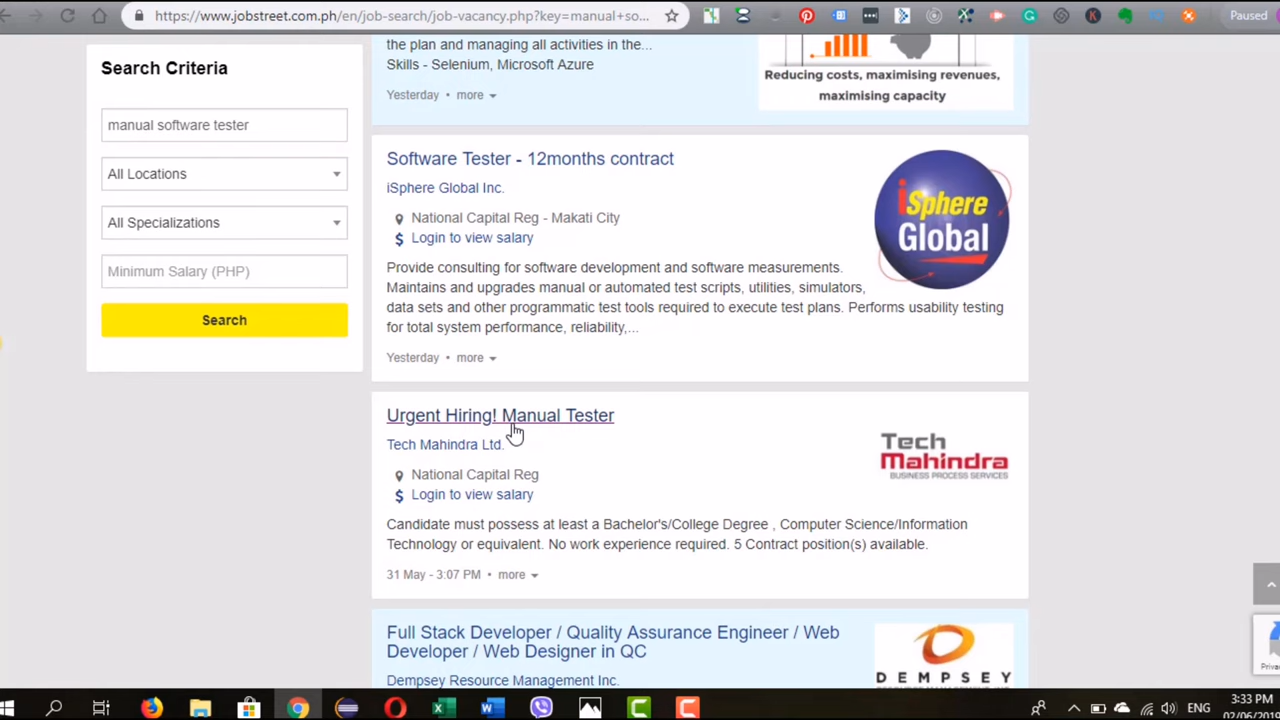 https://www.jobstreet.com.ph/en/job-search/job-vacancy.php?key=manual+so...
Paused
Search Criteria
manual software tester
All Locations
All Specializations
Minimum Salary (PHP)
Search
the plan and managing all activities in the...
Skills - Selenium, Microsoft Azure
Yesterday • more
Reducing costs, maximising revenues,
maximising capacity
Software Tester - 12months contract
iSphere Global Inc.
National Capital Reg - Makati City
$ Login to view salary
Provide consulting for software development and software measurements.
Maintains and upgrades manual or automated test scripts, utilities, simulators,
data sets and other programmatic test tools required to execute test plans. Performs usability testing
for total system performance, reliability,...
Yesterday • more
iSphere
Global
Urgent Hiring! Manual Tester
Tech Mahindra Ltd.
National Capital Reg
$ Login to view salary
Candidate must possess at least a Bachelor's/College Degree , Computer Science/Information
Technology or equivalent. No work experience required. 5 Contract position(s) available.
31 May - 3:07 PM • more
Tech
Mahindra
BUSINESS PROCESS SERVICES
Full Stack Developer / Quality Assurance Engineer / Web
Developer / Web Designer in QC
Dempsey Resource Management Inc.
DEMPSEY
Priva
ENG
3:33 PM
02/06/2019